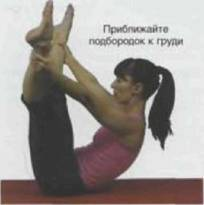 Приближайте
подбородок к груди